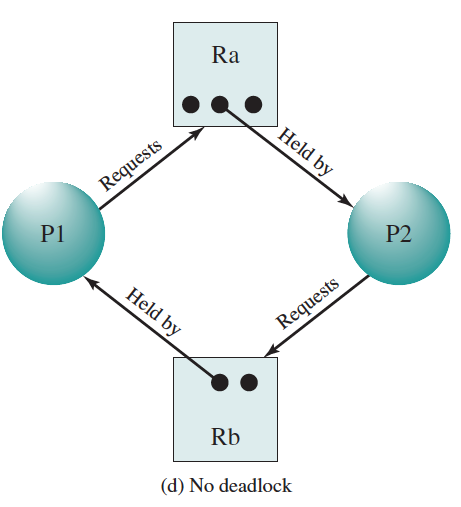 Ra
Requests
Held by
P1
P2
Held by
Requests
Rb
(d) No deadlock